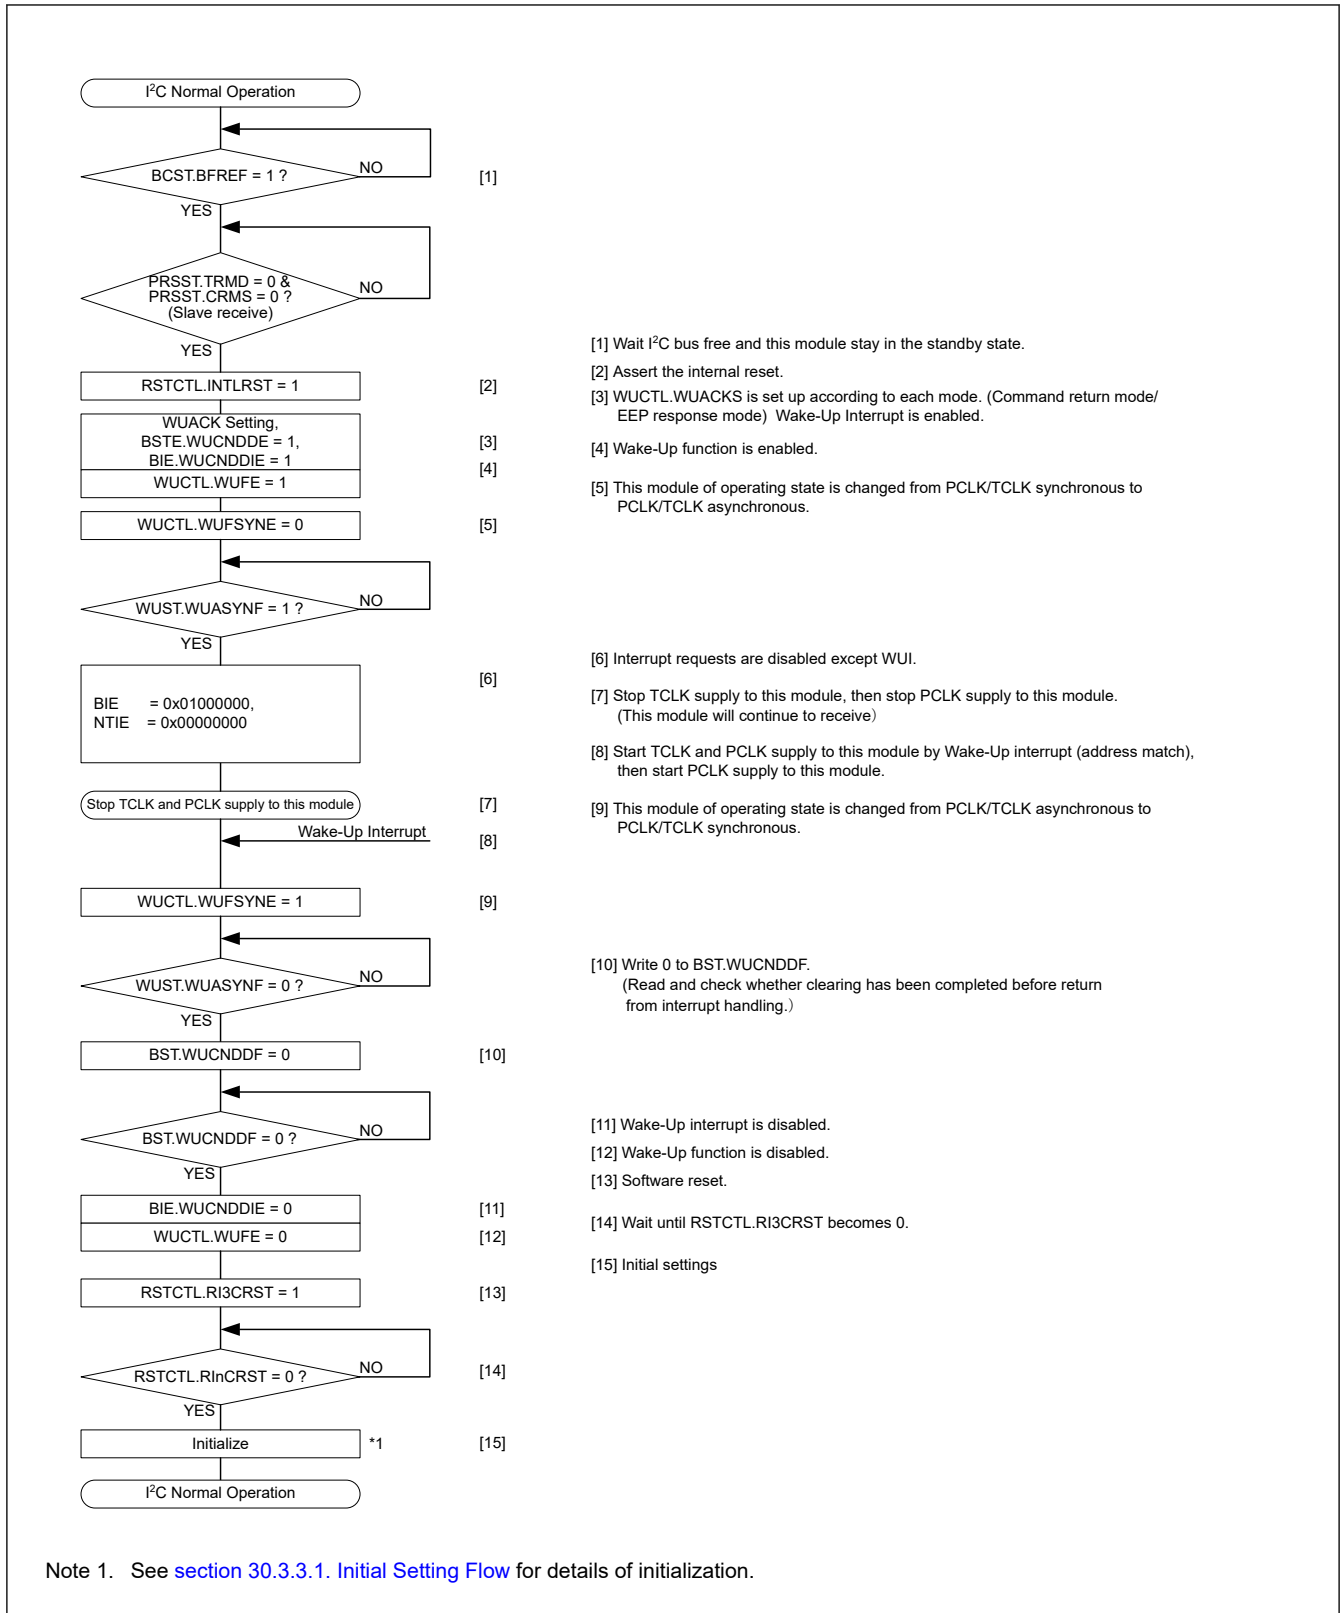 I²C Normal Operation
BCST.BFREF = 1 ?
NO
[1]
YES
PRSST.TRMD = 0 &
PRSST.CRMS = 0 ?
(Slave receive)
NO
YES
RSTCTL.INTLRST = 1
[2]
WUACK Setting,
BSTE.WUCNDDE = 1,
BIE.WUCNDDIE = 1
[3]
WUCTL.WUFE = 1
[4]
WUCTL.WUFSYNE = 0
[5]
WUST.WUASYNF = 1 ?
NO
YES
BIE = 0x01000000,
NTIE = 0x00000000
[6]
Stop TCLK and PCLK supply to this module
[7]
Wake-Up Interrupt
[8]
WUCTL.WUFSYNE = 1
[9]
WUST.WUASYNF = 0 ?
NO
YES
BST.WUCNDDF = 0
[10]
BST.WUCNDDF = 0 ?
NO
YES
BIE.WUCNDDIE = 0
[11]
WUCTL.WUFE = 0
[12]
RSTCTL.RI3CRST = 1
[13]
RSTCTL.RInCRST = 0 ?
NO
[14]
YES
Initialize
*1
[15]
I²C Normal Operation
[1] Wait I²C bus free and this module stay in the standby state.
[2] Assert the internal reset.
[3] WUCTL.WUACKS is set up according to each mode. (Command return mode/
EEP response mode) Wake-Up Interrupt is enabled.
[4] Wake-Up function is enabled.
[5] This module of operating state is changed from PCLK/TCLK synchronous to
PCLK/TCLK asynchronous.
[6] Interrupt requests are disabled except WUI.
[7] Stop TCLK supply to this module, then stop PCLK supply to this module.
(This module will continue to receive）
[8] Start TCLK and PCLK supply to this module by Wake-Up interrupt (address match),
then start PCLK supply to this module.
[9] This module of operating state is changed from PCLK/TCLK asynchronous to
PCLK/TCLK synchronous.
[10] Write 0 to BST.WUCNDDF.
(Read and check whether clearing has been completed before return
from interrupt handling.）
[11] Wake-Up interrupt is disabled.
[12] Wake-Up function is disabled.
[13] Software reset.
[14] Wait until RSTCTL.RI3CRST becomes 0.
[15] Initial settings
Note 1. See section 30.3.3.1. Initial Setting Flow for details of initialization.